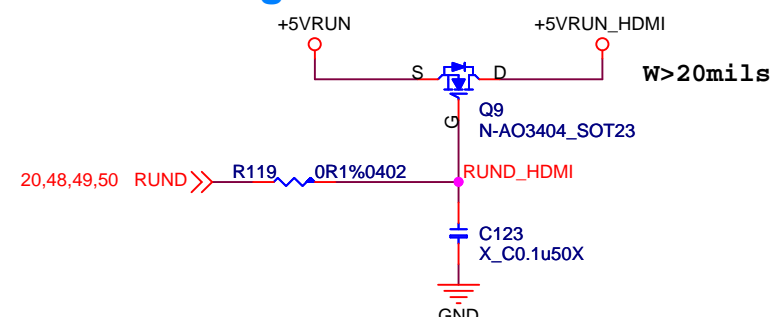 +5VRUN
+5VRUN_HDMI
S
D
W>20mils
G
Q9
N-AO3404_SOT23
20,48,49,50 RUND
R119
0R1%0402
RUND_HDMI
C123
X_C0.1u50X
GND